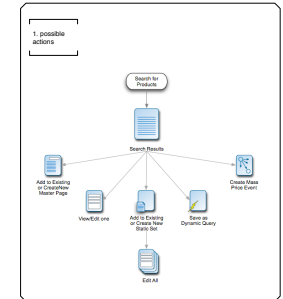 1. possible
actions
Search for
Products
Search Results
Add to Existing
or CreateNew
Master Page
View/Edit one
Add to Existing
or Create New
Static Set
Save as
Dynamic Query
Create Mass
Price Event
Edit All